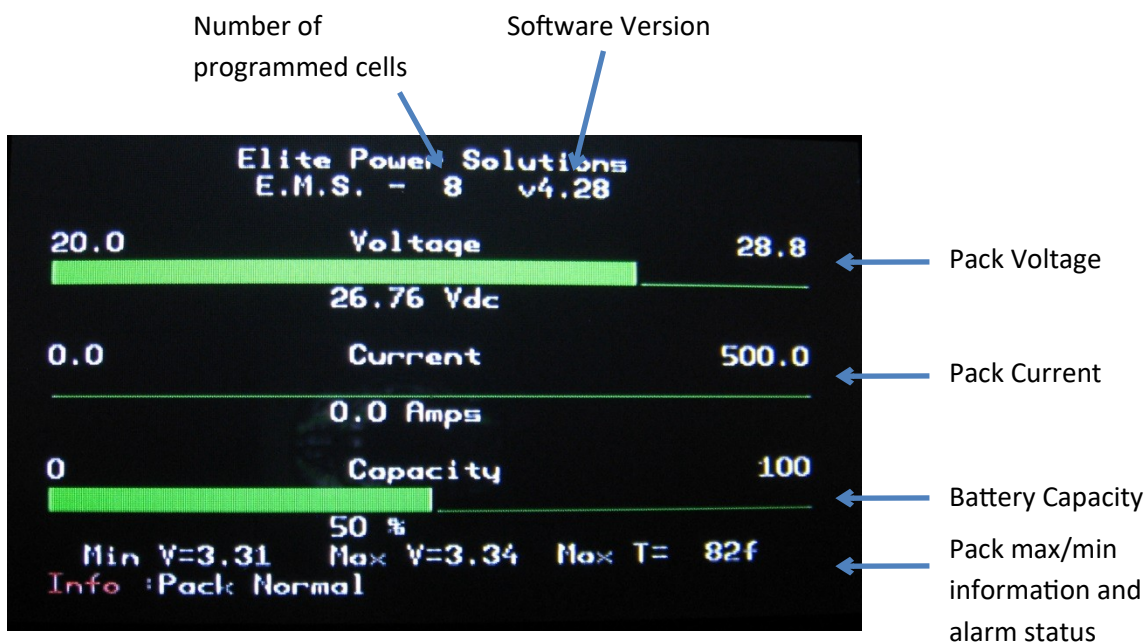 Number of
programmed cells
Software Version
Elite Power Solutions
E.M.S. - 8 v4.28
20.0 Voltage 28.8
26.76 Vdc
Pack Voltage
0.0 Current 500.0
0.0 Amps
Pack Current
0 Capacity 100
50 %
Battery Capacity
Min V=3.31 Max V=3.34 Max T= 82f
Info :Pack Normal
Pack max/min
information and
alarm status